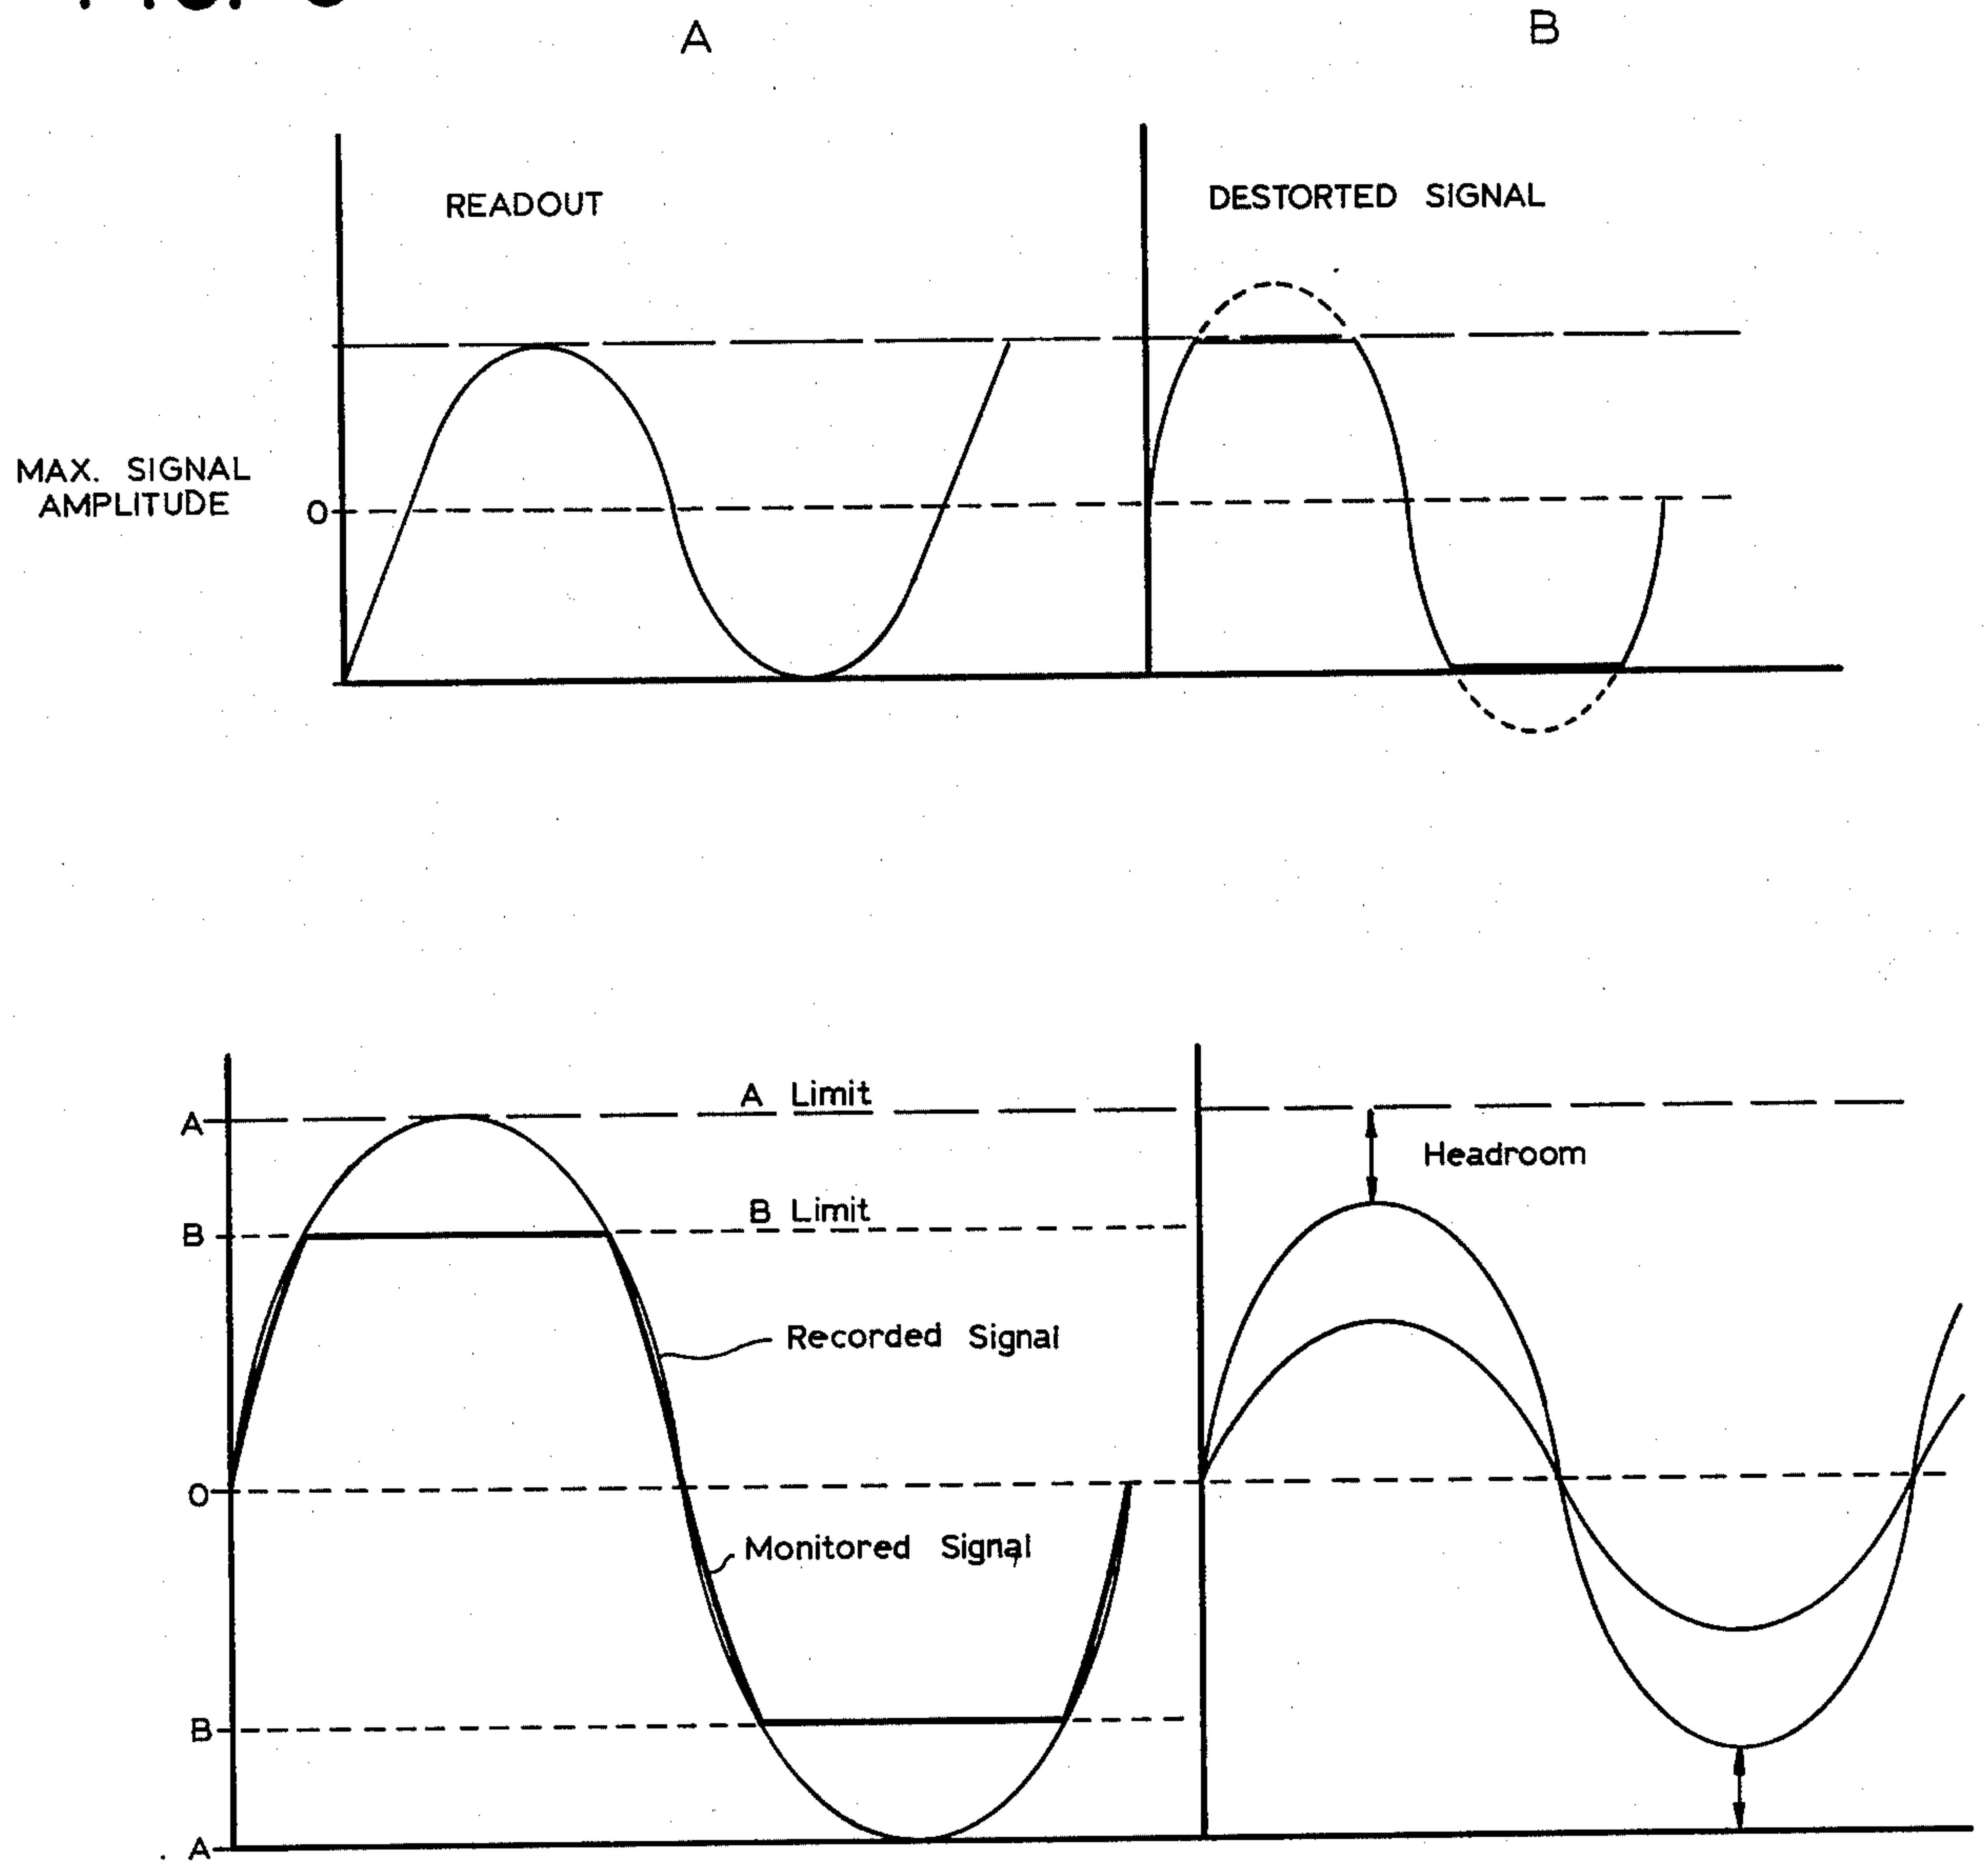 A
B
READOUT
DESTORTED SIGNAL
MAX. SIGNAL
AMPLITUDE
0
A Limit
A
Headroom
B Limit
B
Recorded Signal
0
Monitored Signal
B
A